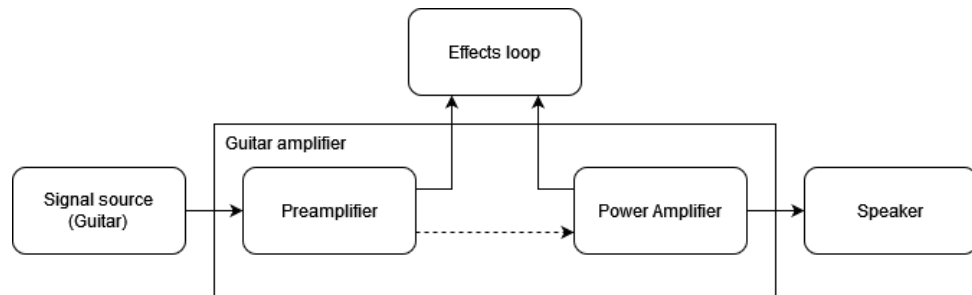 Effects loop
Guitar amplifier
Signal source
(Guitar)
Preamplifier
Power Amplifier
Speaker